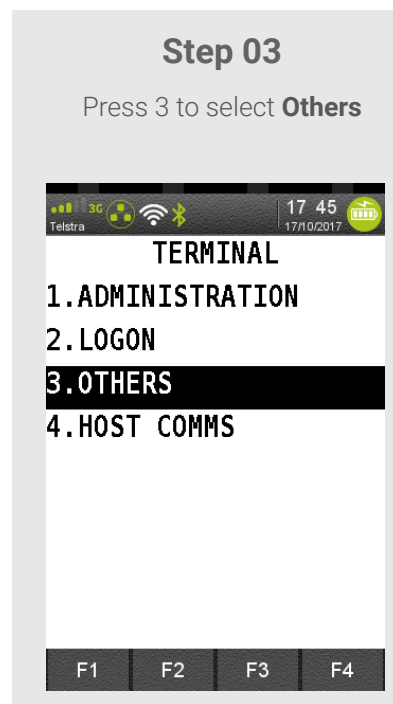 Step 03
Press 3 to select Others
3G
17 45
Telstra
17/10/2017
TERMINAL
1.ADMINISTRATION
2.LOGON
3.OTHERS
4.HOST COMMS
F1 F2 F3 F4